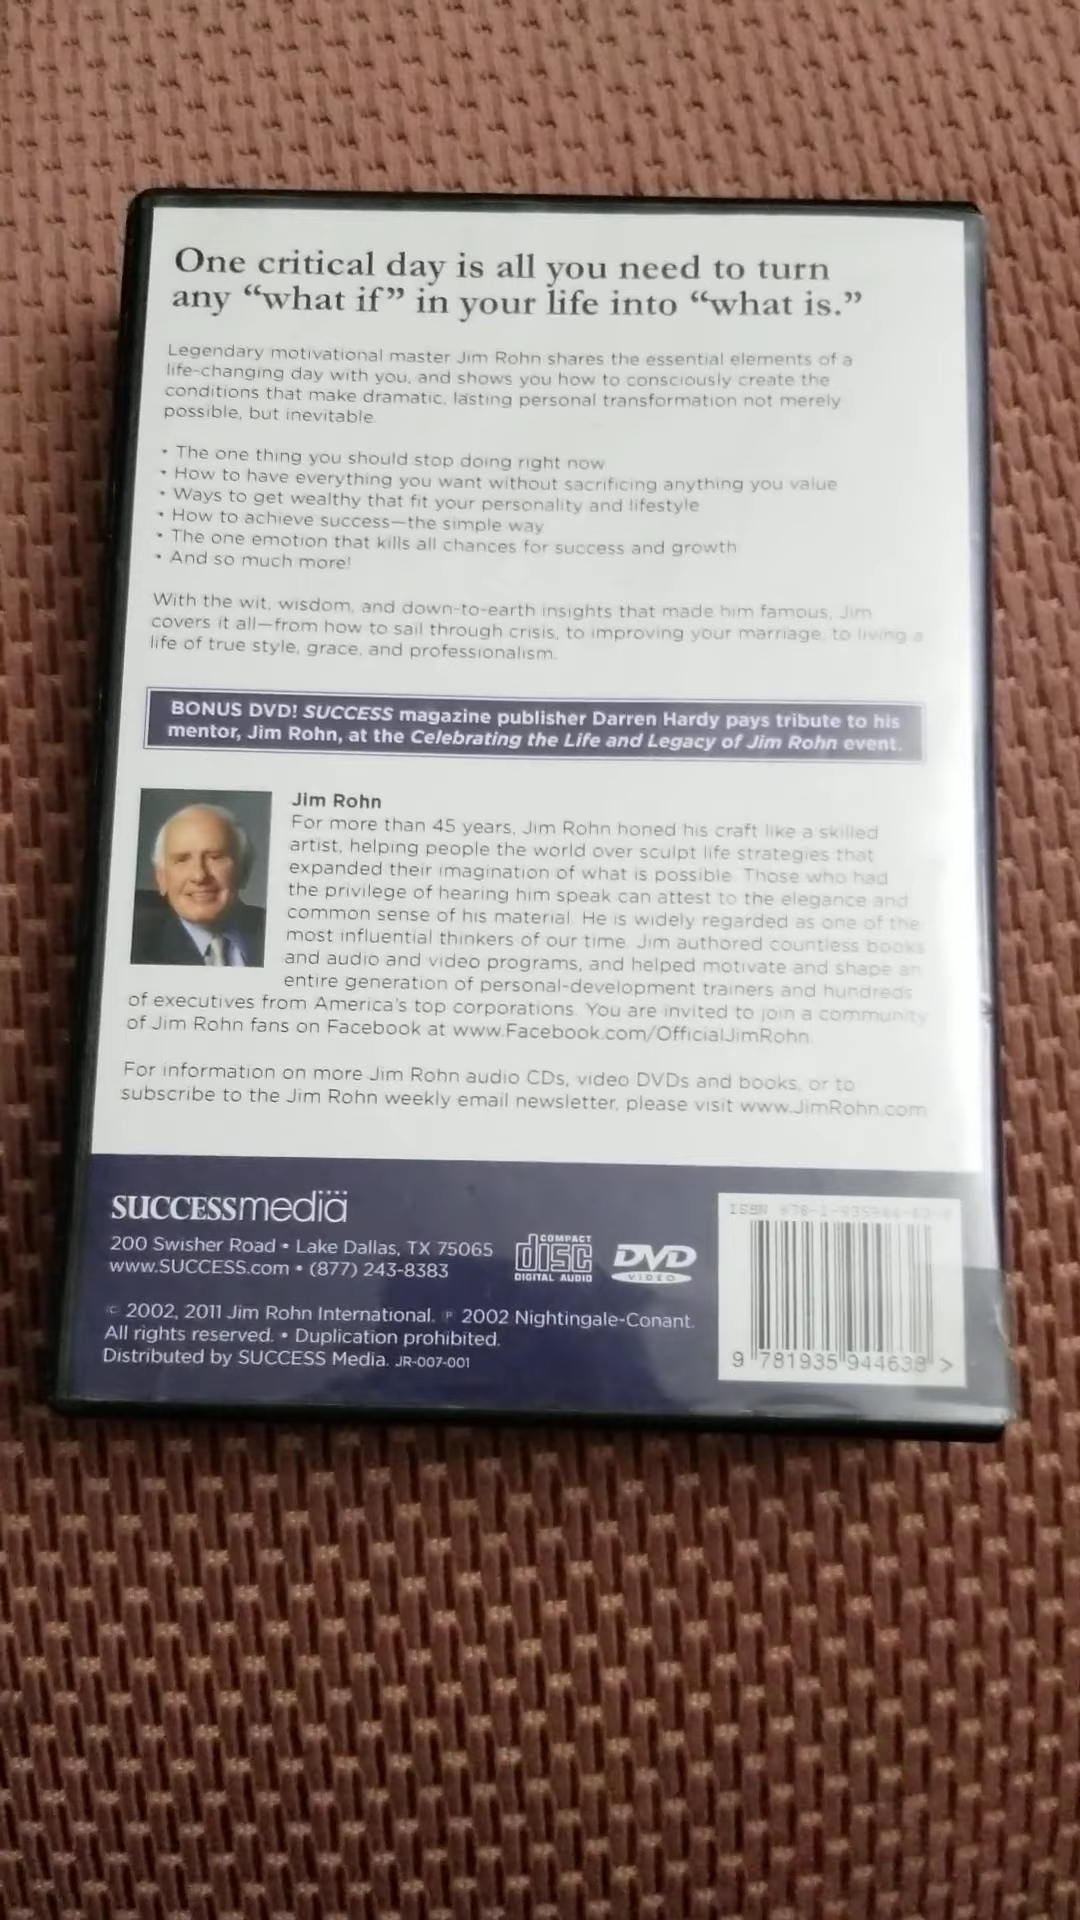 One critical day is all you need to turn
any “what if” in your life into “what is.”
Legendary motivational master Jim Rohn shares the essential elements of a
life-changing day with you, and shows you how to consciously create the
conditions that make dramatic, lasting personal transformation not merely
possible, but inevitable.
• The one thing you should stop doing right now
• How to have everything you want without sacrificing anything you value
• Ways to get wealthy that fit your personality and lifestyle
• How to achieve success—the simple way
• The one emotion that kills all chances for success and growth
• And so much more!
With the wit, wisdom, and down-to-earth insights that made him famous, Jim
covers it all—from how to sail through crisis, to improving your marriage, to living a
life of true style, grace, and professionalism.
BONUS DVD! SUCCESS magazine publisher Darren Hardy pays tribute to his
mentor, Jim Rohn, at the Celebrating the Life and Legacy of Jim Rohn event.
Jim Rohn
For more than 45 years, Jim Rohn honed his craft like a skilled
artist, helping people the world over sculpt life strategies that
expanded their imagination of what is possible. Those who had
the privilege of hearing him speak can attest to the elegance and
common sense of his material. He is widely regarded as one of the
most influential thinkers of our time. Jim authored countless books
and audio and video programs, and helped motivate and shape an
entire generation of personal-development trainers and hundreds
of executives from America's top corporations. You are invited to join a community
of Jim Rohn fans on Facebook at www.Facebook.com/OfficialJimRohn.
For information on more Jim Rohn audio CDs, video DVDs and books, or to
subscribe to the Jim Rohn weekly email newsletter, please visit www.JimRohn.com
SUCCESSmedia
200 Swisher Road • Lake Dallas, TX 75065
www.SUCCESS.com • (877) 243-8383
COMPACT
disc
DIGITAL AUDIO
DVD
VIDEO
© 2002, 2011 Jim Rohn International. ℗ 2002 Nightingale-Conant.
All rights reserved. • Duplication prohibited.
Distributed by SUCCESS Media. JR-007-001
ISBN
9 781935 944638 >